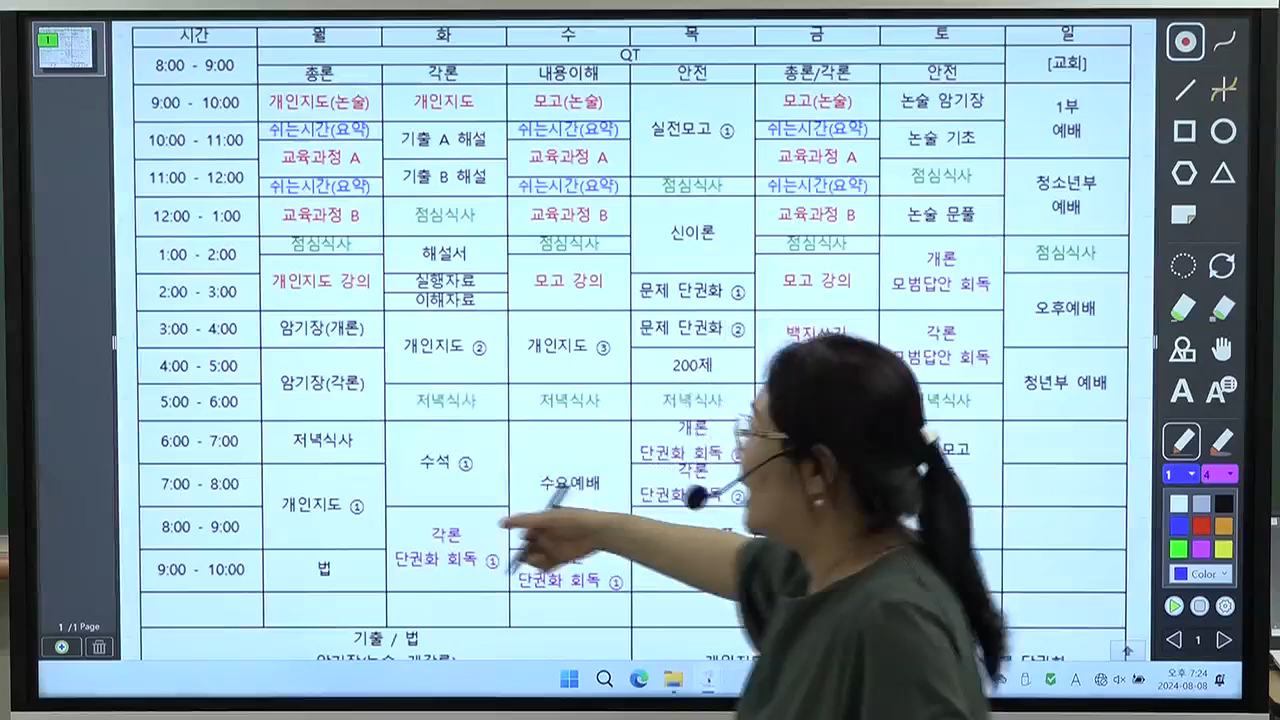 시간 월 화 수 목 금 토 일
8:00 - 9:00 QT [교회]
총론 각론 내용이해 안전 총론/각론 안전
9:00 - 10:00 개인지도(논술) 개인지도 모고(논술) 실전모고 ① 모고(논술) 논술 암기장 1부 예배
10:00 - 11:00 쉬는시간(요약) 기출 A 해설 쉬는시간(요약) 쉬는시간(요약) 논술 기초
교육과정 A 교육과정 A 교육과정 A
11:00 - 12:00 쉬는시간(요약) 기출 B 해설 쉬는시간(요약) 점심식사 쉬는시간(요약) 점심식사 청소년부 예배
12:00 - 1:00 교육과정 B 점심식사 교육과정 B 신이론 교육과정 B 논술 문풀
1:00 - 2:00 점심식사 해설서 점심식사 점심식사 개론 모범답안 회독 점심식사
2:00 - 3:00 개인지도 강의 실행자료 모고 강의 문제 단권화 ① 모고 강의 오후예배
이해자료
3:00 - 4:00 암기장(개론) 개인지도 ② 개인지도 ③ 문제 단권화 ② 각론
4:00 - 5:00 암기장(각론) 200제 회독 청년부 예배
5:00 - 6:00 저녁식사 저녁식사 저녁식사
6:00 - 7:00 저녁식사 수석 ① 수요예배 개론 단권화 회독 모고
7:00 - 8:00 개인지도 ① 각론 단권화 ②
8:00 - 9:00 각론 단권화 회독 ①
9:00 - 10:00 법 단권화 회독 ①
기출 / 법
1 /1 Page
1
4
Color
1
A
오후 7:24
2024-08-08